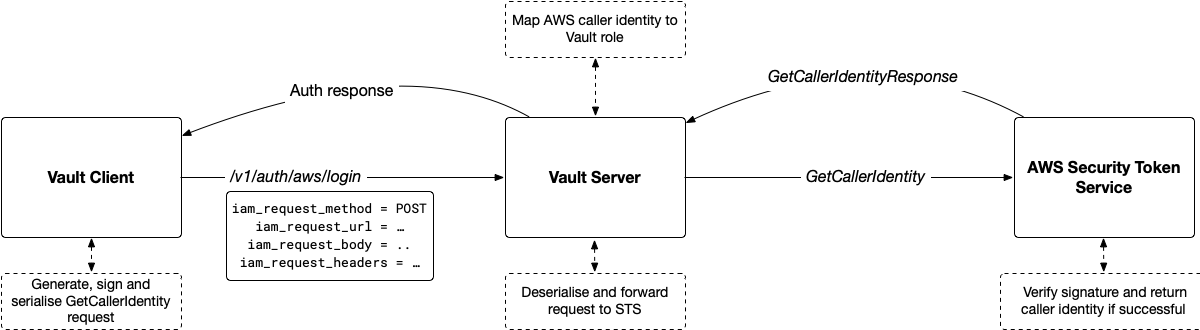 Map AWS caller identity to
Vault role
Auth response
GetCallerIdentityResponse
Vault Client
/v1/auth/aws/login
iam_request_method = POST
iam_request_url = …
iam_request_body = ..
iam_request_headers = …
Vault Server
GetCallerIdentity
AWS Security Token
Service
Generate, sign and
serialise GetCallerIdentity
request
Deserialise and forward
request to STS
Verify signature and return
caller identity if successful